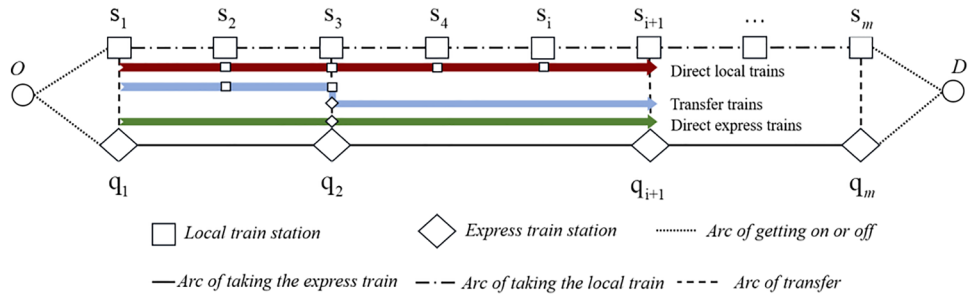 s₁ s₂ s₃ s₄ sᵢ sᵢ₊₁ ... sₘ
O D
Direct local trains
Transfer trains
Direct express trains
q₁ q₂ qᵢ₊₁ qₘ
Local train station Express train station Arc of getting on or off
Arc of taking the express train Arc of taking the local train Arc of transfer